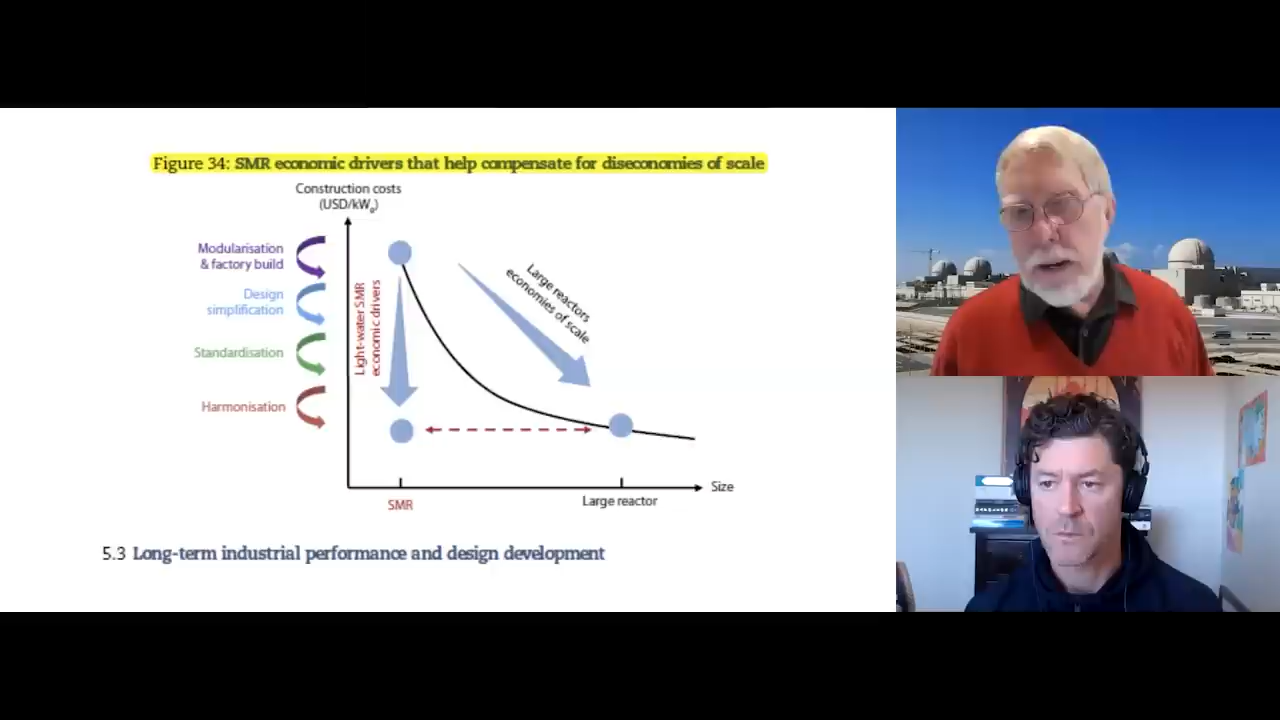 Figure 34: SMR economic drivers that help compensate for diseconomies of scale
Construction costs
(USD/kWe)
Modularisation
& factory build
Design
simplification
Standardisation
Harmonisation
Light-water SMR
economic drivers
Large reactors
economies of scale
Size
SMR
Large reactor
5.3 Long-term industrial performance and design development